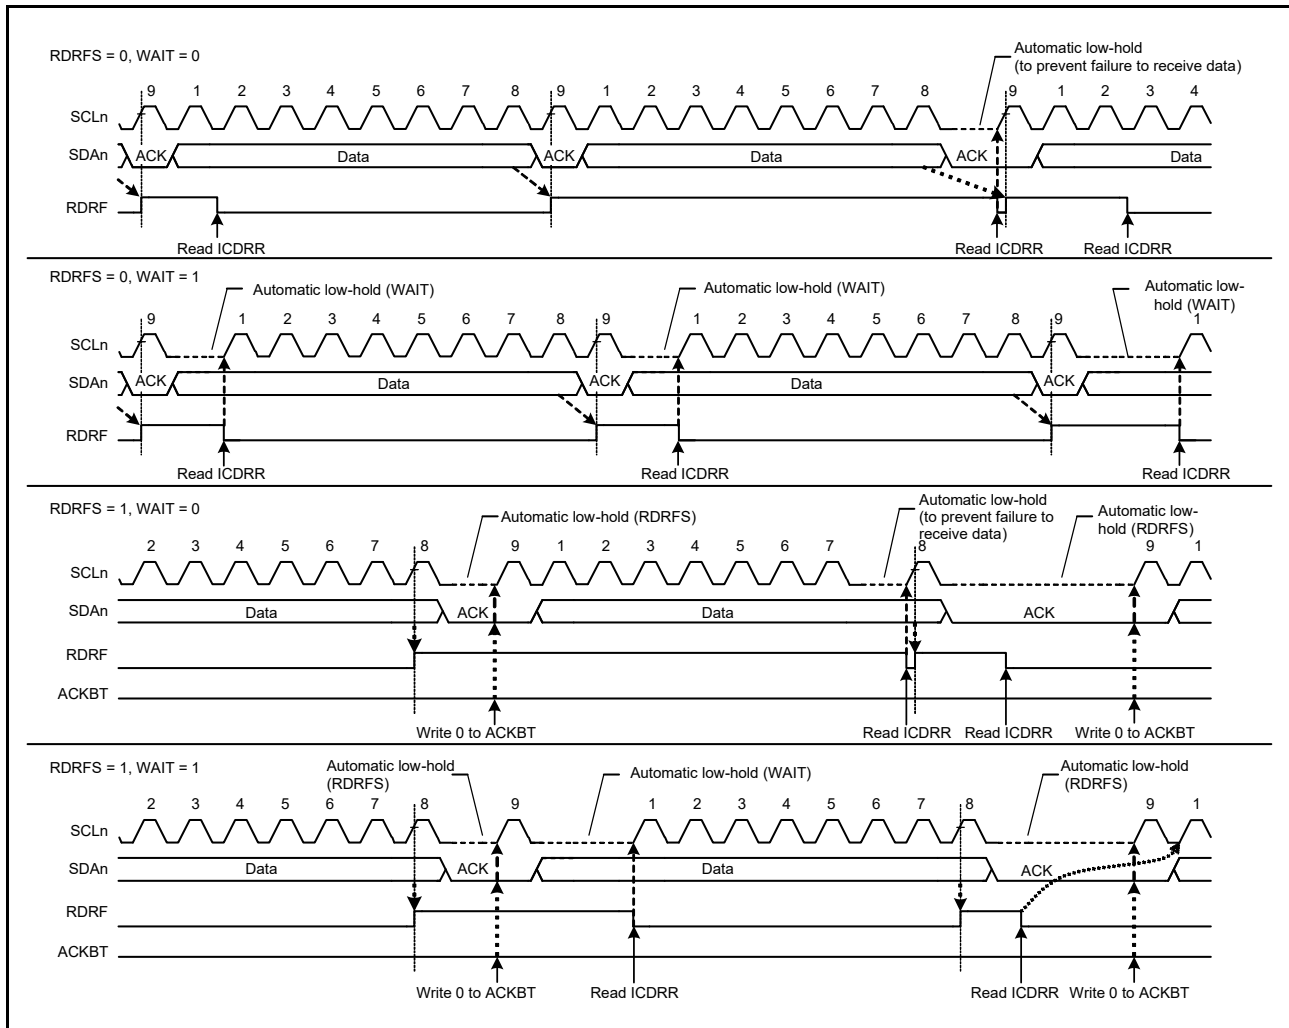 RDRFS = 0, WAIT = 0
Automatic low-hold
(to prevent failure to receive data)
9 1 2 3 4 5 6 7 8 9 1 2 3 4 5 6 7 8 9 1 2 3 4
SCLn
SDAn ACK Data ACK Data ACK Data
RDRF
Read ICDRR Read ICDRR Read ICDRR
RDRFS = 0, WAIT = 1
Automatic low-hold (WAIT) Automatic low-hold (WAIT) Automatic low-
hold (WAIT)
9 1 2 3 4 5 6 7 8 9 1 2 3 4 5 6 7 8 9 1
SCLn
SDAn ACK Data ACK Data ACK
RDRF
Read ICDRR Read ICDRR Read ICDRR
RDRFS = 1, WAIT = 0
Automatic low-hold (RDRFS)
Automatic low-hold
(to prevent failure to
receive data)
Automatic low-
hold (RDRFS)
2 3 4 5 6 7 8 9 1 2 3 4 5 6 7 8 9 1
SCLn
SDAn Data ACK Data ACK
RDRF
ACKBT
Write 0 to ACKBT Read ICDRR Read ICDRR Write 0 to ACKBT
RDRFS = 1, WAIT = 1
Automatic low-hold
(RDRFS)
Automatic low-hold (WAIT)
Automatic low-hold
(RDRFS)
2 3 4 5 6 7 8 9 1 2 3 4 5 6 7 8 9 1
SCLn
SDAn Data ACK Data ACK
RDRF
ACKBT
Write 0 to ACKBT Read ICDRR Read ICDRR Write 0 to ACKBT